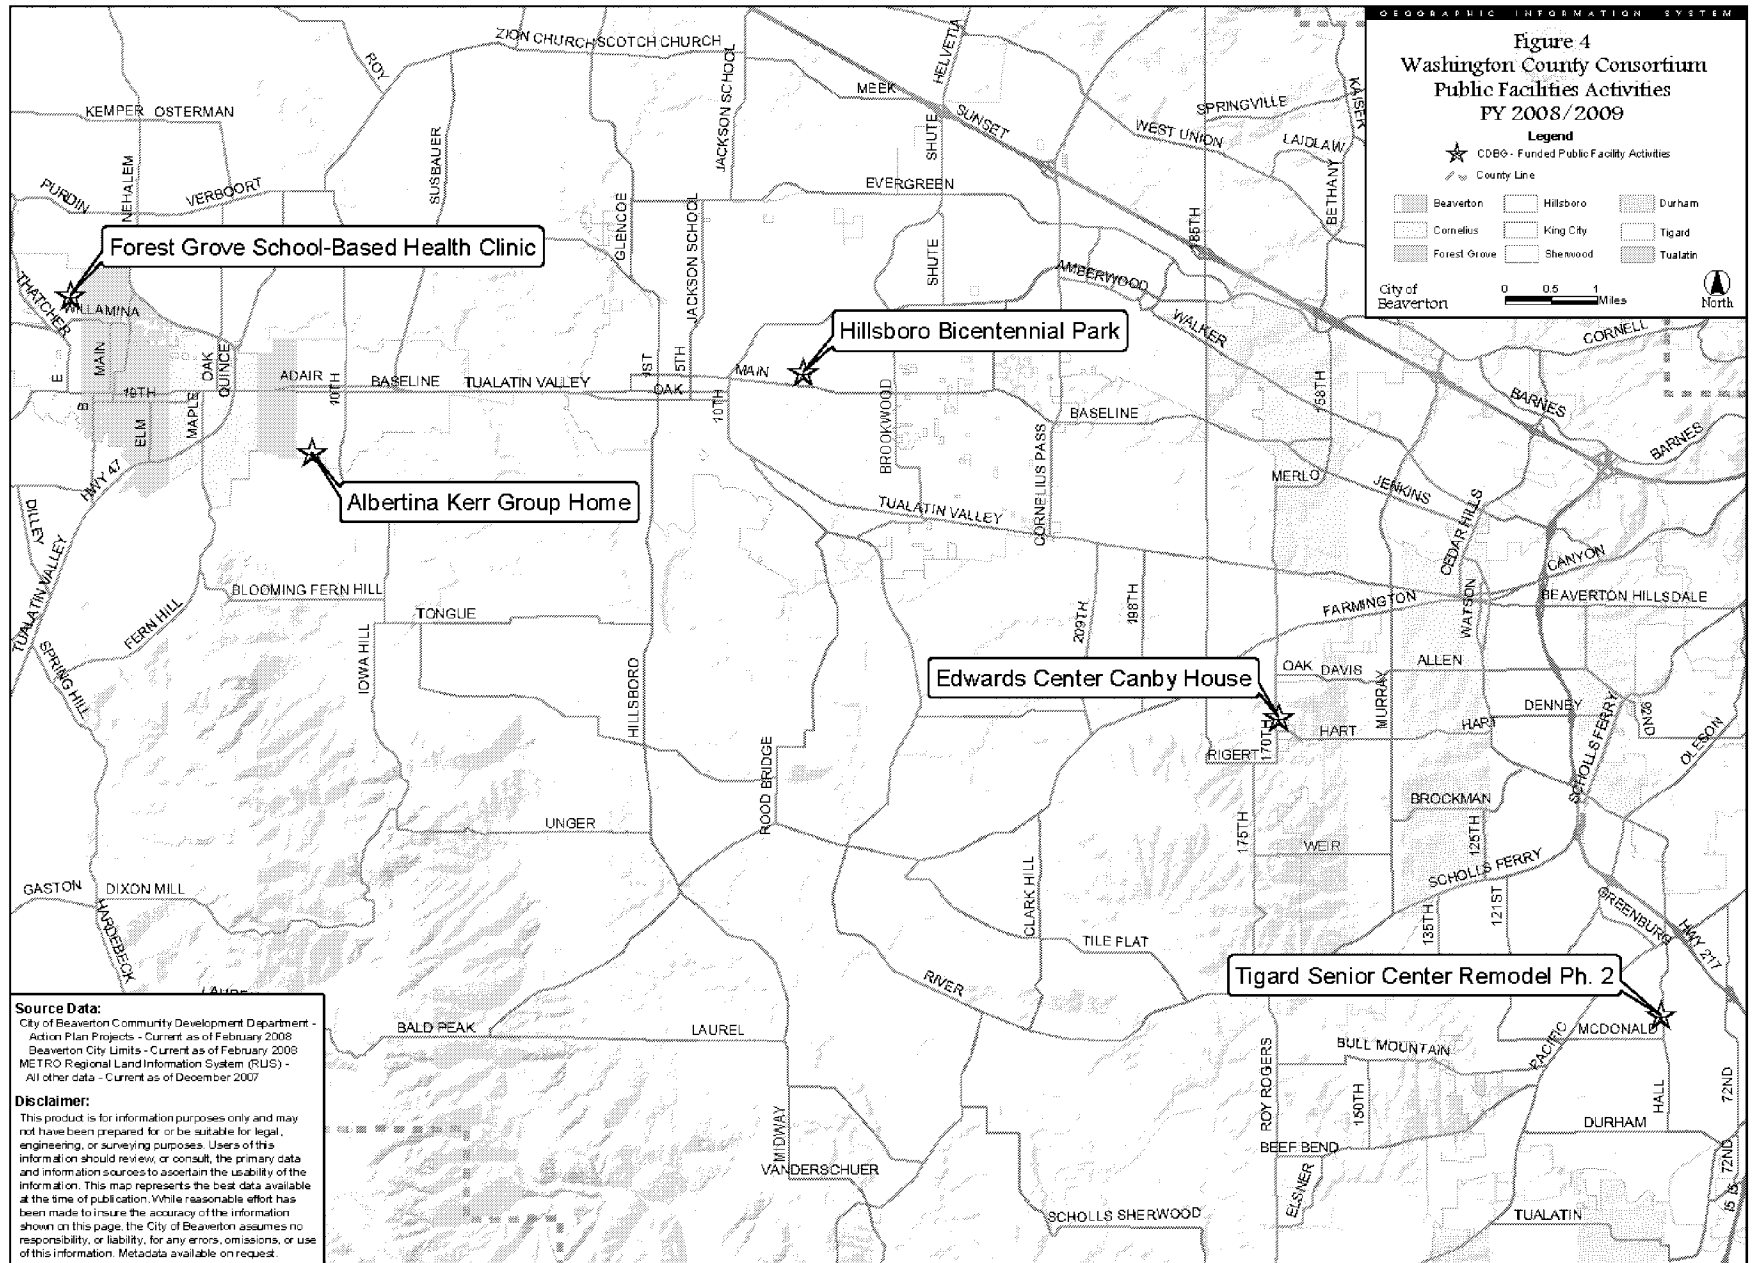 GEOGRAPHIC INFORMATION SYSTEM
Figure 4
Washington County Consortium
Public Facilities Activities
PY 2008/2009
Legend
CDBG - Funded Public Facility Activities
County Line
Beaverton
Hillsboro
Durham
Cornelius
King City
Tigard
Forest Grove
Sherwood
Tualatin
City of
Beaverton
0 0.5 1
Miles
North
ZION CHURCH
SCOTCH CHURCH
ROY
JACKSON SCHOOL
HELVETIA
MEEK
SUNSET
SHUTE
KAISER
SPRINGVILLE
WEST UNION
LAIDLAW
BETHANY
KEMPER
OSTERMAN
SUSBAUER
NEHALEM
PURDIN
VERBOORT
EVERGREEN
GLENCOE
JACKSON SCHOOL
SHUTE
185TH
Forest Grove School-Based Health Clinic
AMBERWOOD
THATCHER
WILLAMINA
WALKER
CORNELL
Hillsboro Bicentennial Park
MAIN
OAK
QUINCE
1ST
5TH
MAIN
E
ADAIR
10TH
BASELINE
TUALATIN VALLEY
OAK
10TH
19TH
B
ELM
MAPLE
158TH
BARNES
BARNES
BROOKWOOD
BASELINE
CORNELIUS PASS
HWY 47
MERLO
JENKINS
Albertina Kerr Group Home
TUALATIN VALLEY
CEDAR HILLS
DILLEY
TUALATIN VALLEY
CANYON
BLOOMING FERN HILL
FERN HILL
TONGUE
209TH
198TH
FARMINGTON
WATSON
BEAVERTON HILLSDALE
SPRING HILL
IOWA HILL
HILLSBORO
Edwards Center Canby House
OAK
DAVIS
ALLEN
MURRAY
DENNEY
SCHOLLS FERRY
92ND
OLESON
HART
HART
170TH
RIGERT
ROOD BRIDGE
BROCKMAN
UNGER
175TH
125TH
WEIR
SCHOLLS FERRY
GASTON
DIXON MILL
HARDEBECK
CLARK HILL
135TH
121ST
GREENBURG
HWY 217
TILE FLAT
Tigard Senior Center Remodel Ph. 2
RIVER
BALD PEAK
LAUREL
MCDONALD
PACIFIC
BULL MOUNTAIN
ROY ROGERS
150TH
HALL
72ND
DURHAM
MIDWAY
BEEF BEND
72ND
VANDERSCHUER
ELSNER
I5 I5
SCHOLLS SHERWOOD
TUALATIN
Source Data:
City of Beaverton Community Development Department -
Action Plan Projects - Current as of February 2008
Beaverton City Limits - Current as of February 2008
METRO Regional Land Information System (RLIS) -
All other data - Current as of December 2007
Disclaimer:
This product is for information purposes only and may
not have been prepared for or be suitable for legal,
engineering, or surveying purposes. Users of this
information should review, or consult, the primary data
and information sources to ascertain the usability of the
information. This map represents the best data available
at the time of publication. While reasonable effort has
been made to insure the accuracy of the information
shown on this page, the City of Beaverton assumes no
responsibility, or liability, for any errors, omissions, or use
of this information. Metadata available on request.